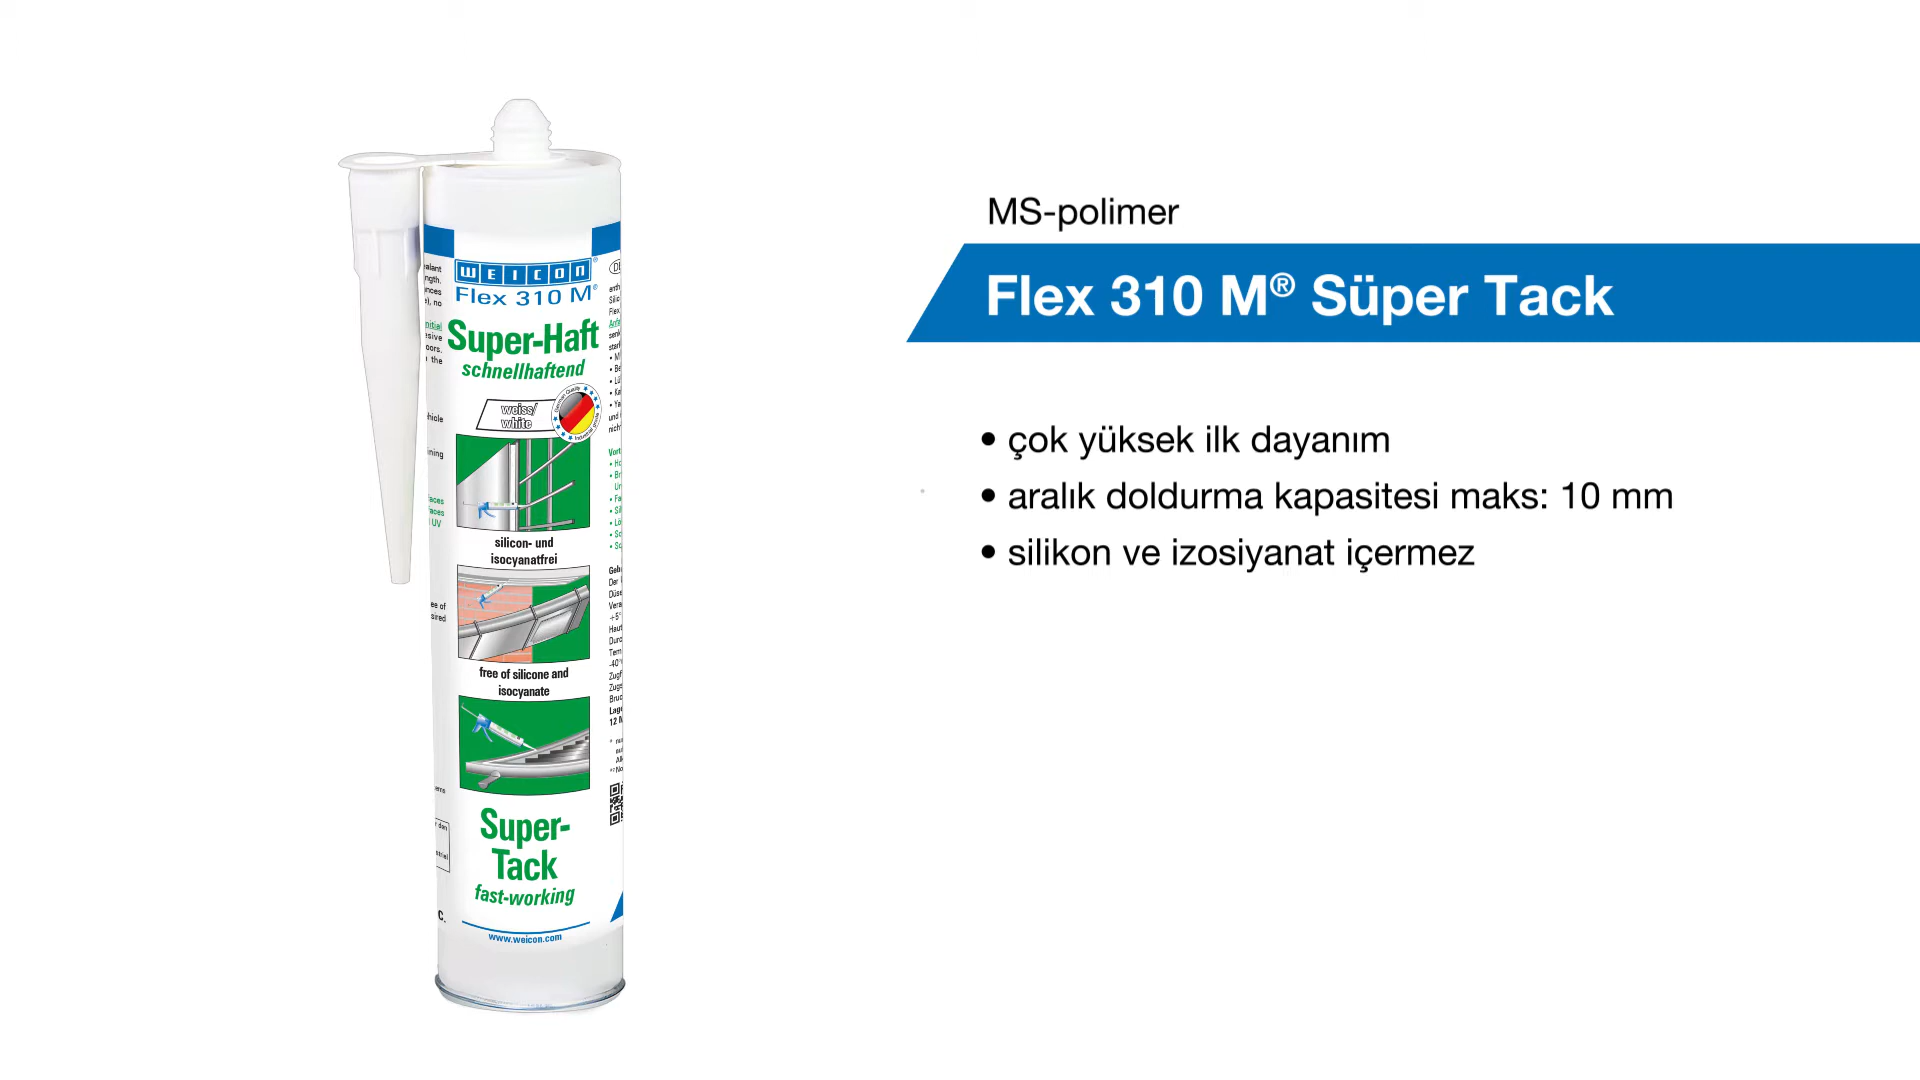 MS-polimer
Flex 310 M® Süper Tack
• çok yüksek ilk dayanım
• aralık doldurma kapasitesi maks: 10 mm
• silikon ve izosiyanat içermez
WEICON®
Flex 310 M®
Super-Haft
schnellhaftend
weiss/
white
German Quality
silicon- und
isocyanatfrei
free of silicone and
isocyanate
Super-
Tack
fast-working
www.weicon.com